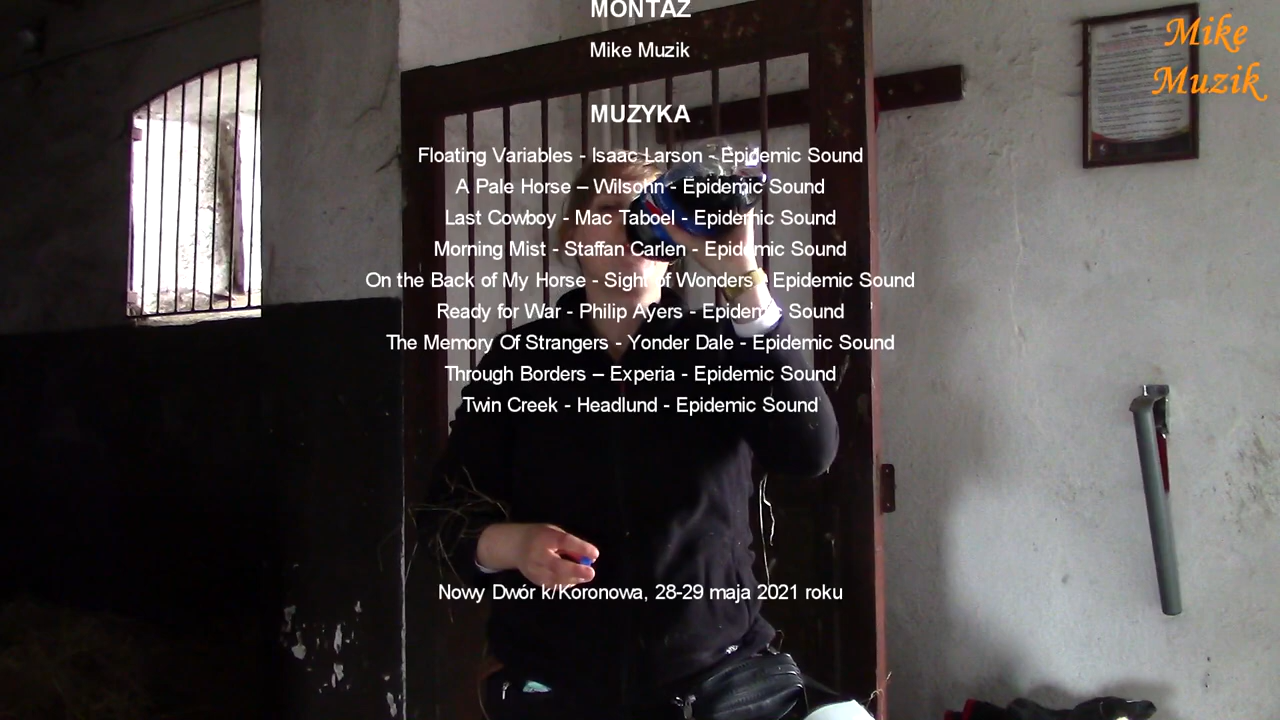 MONTAŻ
Mike Muzik
MUZYKA
Floating Variables - Isaac Larson - Epidemic Sound
A Pale Horse – Wilsohn - Epidemic Sound
Last Cowboy - Mac Taboel - Epidemic Sound
Morning Mist - Staffan Carlen - Epidemic Sound
On the Back of My Horse - Sight of Wonders - Epidemic Sound
Ready for War - Philip Ayers - Epidemic Sound
The Memory Of Strangers - Yonder Dale - Epidemic Sound
Through Borders – Experia - Epidemic Sound
Twin Creek - Headlund - Epidemic Sound
Nowy Dwór k/Koronowa, 28-29 maja 2021 roku
Mike
Muzik